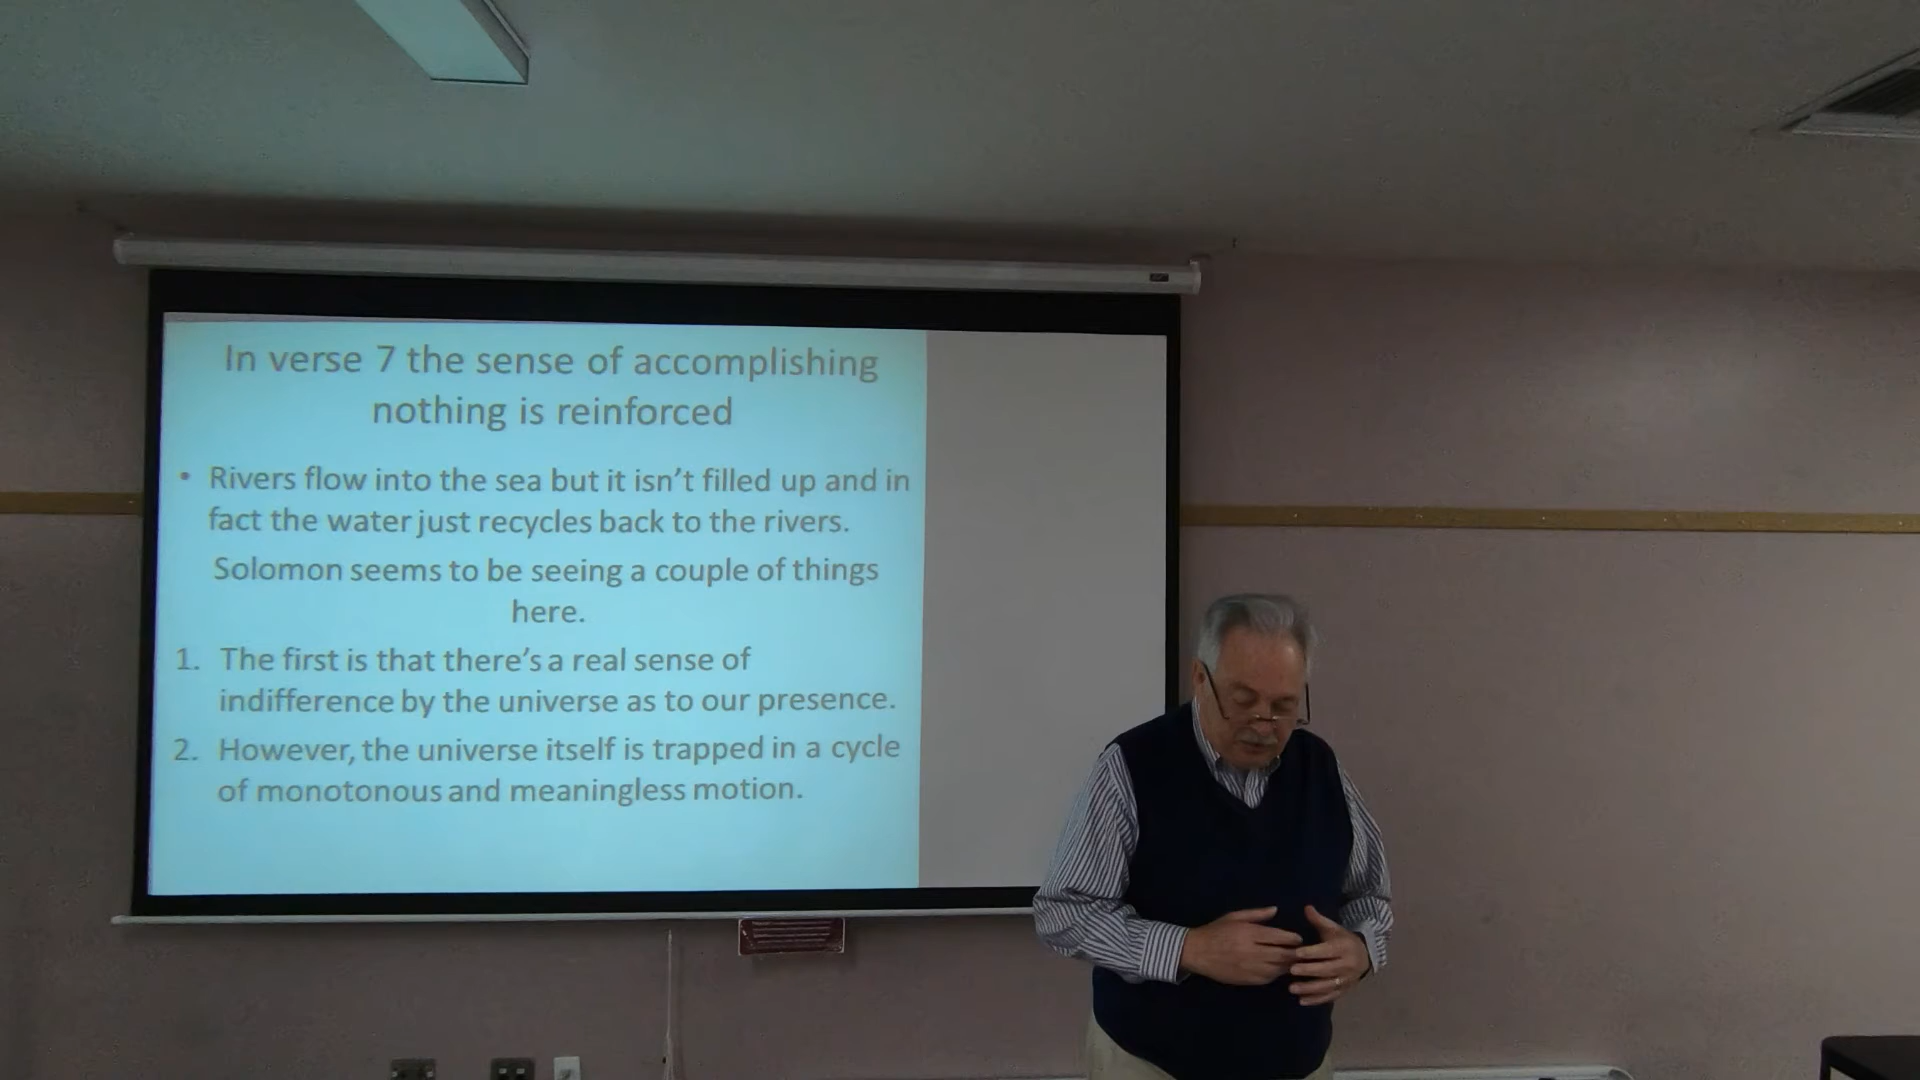 In verse 7 the sense of accomplishing
nothing is reinforced
• Rivers flow into the sea but it isn't filled up and in
fact the water just recycles back to the rivers.
Solomon seems to be seeing a couple of things
here.
1. The first is that there's a real sense of
indifference by the universe as to our presence.
2. However, the universe itself is trapped in a cycle
of monotonous and meaningless motion.